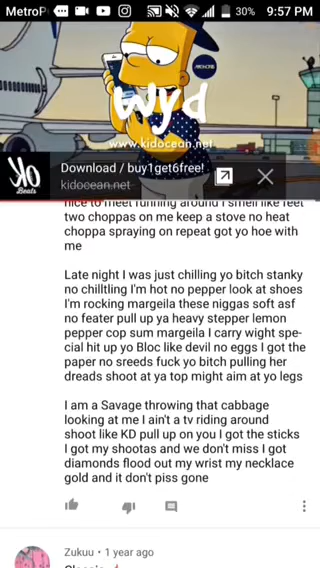 MetroP
30% 9:57 PM
wyd
www.kidocean.net
KO
Beats
Download / buy1get6free!
kidocean.net
nice to meet running around I smell like feet
two choppas on me keep a stove no heat
choppa spraying on repeat got yo hoe with
me
Late night I was just chilling yo bitch stanky
no chilltling I'm hot no pepper look at shoes
I'm rocking margeila these niggas soft asf
no feater pull up ya heavy stepper lemon
pepper cop sum margeila I carry wight spe-
cial hit up yo Bloc like devil no eggs I got the
paper no sreeds fuck yo bitch pulling her
dreads shoot at ya top might aim at yo legs
I am a Savage throwing that cabbage
looking at me I ain't a tv riding around
shoot like KD pull up on you I got the sticks
I got my shootas and we don't miss I got
diamonds flood out my wrist my necklace
gold and it don't piss gone
Zukuu • 1 year ago